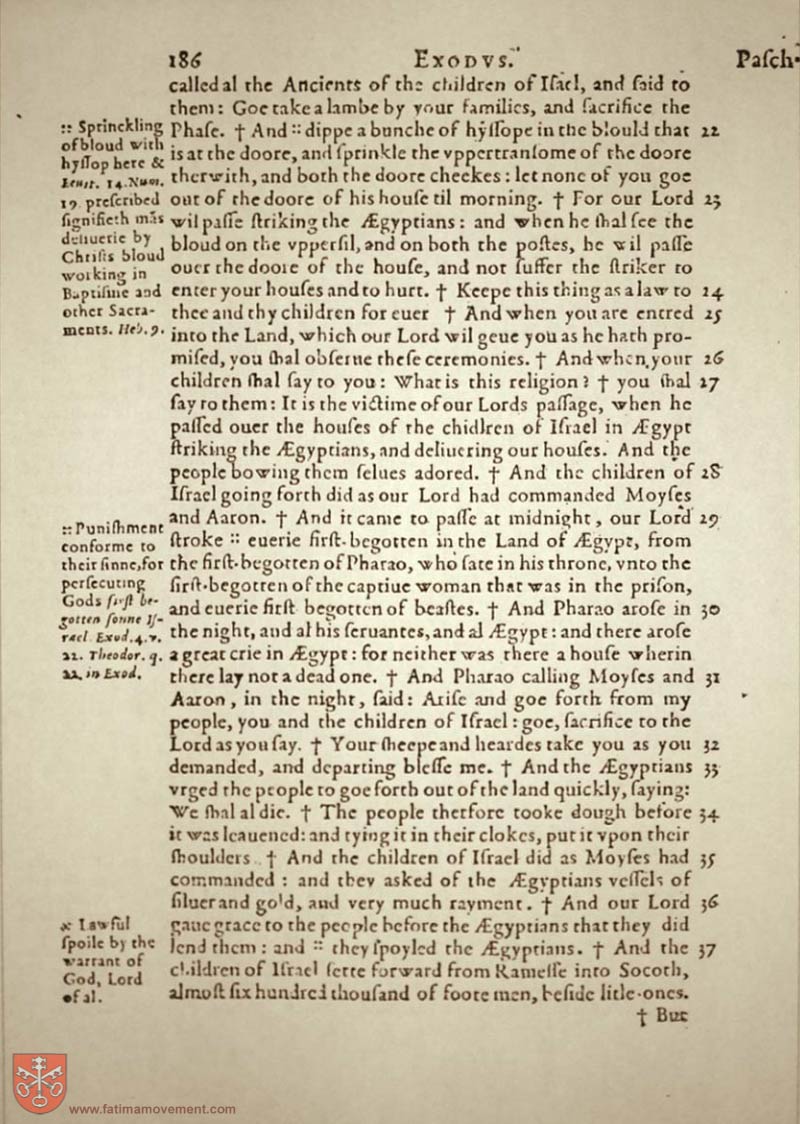 186 EXODVS. Paſch.
called al the Ancients of the children of Iſrael, and ſaid to
them: Goe take a lambe by your families, and ſacrifice the
Phaſe. † And :: dippe a bunche of hyſſope in the blould that 22
is at the doore, and ſprinkle the vppertranſome of the doore
therwith, and both the doore cheekes: let none of you goe
out of the doore of his houſe til morning. † For our Lord 23
wil paſſe ſtriking the Ægyptians: and when he ſhal ſee the
bloud on the vpperſil, and on both the poſtes, he wil paſſe
ouer the doore of the houſe, and not ſuffer the ſtriker to
enter your houſes and to hurt. † Keepe this thing as a law to 24
thee and thy children for euer † And when you are entred 25
into the Land, which our Lord wil geue you as he hath pro-
miſed, you ſhal obſerue theſe ceremonies. † And when your 26
children ſhal ſay to you: What is this religion? † you ſhal 27
ſay to them: It is the victime of our Lords paſſage, when he
paſſed ouer the houſes of the chidlren of Iſrael in Ægypt
ſtriking the Ægyptians, and deliuering our houſes. And the
people bowing them ſelues adored. † And the children of 28
Iſrael going forth did as our Lord had commanded Moyſes
and Aaron. † And it came to paſſe at midnight, our Lord 29
ſtroke :: euerie firſt-begotten in the Land of Ægypt, from
the firſt-begotten of Pharao, who ſate in his throne, vnto the
firſt-begotten of the captiue woman that was in the priſon,
and euerie firſt begotten of beaſtes. † And Pharao aroſe in 30
the night, and al his ſeruantes, and al Ægypt: and there aroſe
a great crie in Ægypt: for neither was there a houſe wherin
there lay not a dead one. † And Pharao calling Moyſes and 31
Aaron, in the night, ſaid: Ariſe and goe forth from my
people, you and the children of Iſrael: goe, ſacrifice to the
Lord as you ſay. † Your ſheepe and heardes take you as you 32
demanded, and departing bleſſe me. † And the Ægyptians 33
vrged the people to goe forth out of the land quickly, ſaying:
We ſhal al die. † The people therfore tooke dough before 34
it was leauened: and tying it in their clokes, put it vpon their
ſhoulders † And the children of Iſrael did as Moyſes had 35
commanded: and they asked of the Ægyptians veſſels of
ſiluer and gold, and very much rayment. † And our Lord 36
gaue grace to the people before the Ægyptians that they did
lend them: and :: they ſpoyled the Ægyptians. † And the 37
children of Iſrael ſette forward from Rameſſe into Socoth,
almoſt ſix hundred thouſand of foote men, beſide litle-ones.
† But
:: Sprinckling
of bloud with
hyſſop here &
Leuit. 14. Num.
19 preſcribed
ſignifieth mãs
deliuerie by
Chriſts bloud
working in
Baptiſme and
other Sacra-
ments. Heb. 9.
:: Puniſhment
conforme to
their ſinne, for
perſecuting
Gods firſt be-
gotten ſonne Iſ-
rael. Exod. 4. v.
22. Theodor. q.
22. in Exod.
:: Lawful
ſpoile by the
warrant of
God, Lord
of al.
www.fatimamovement.com